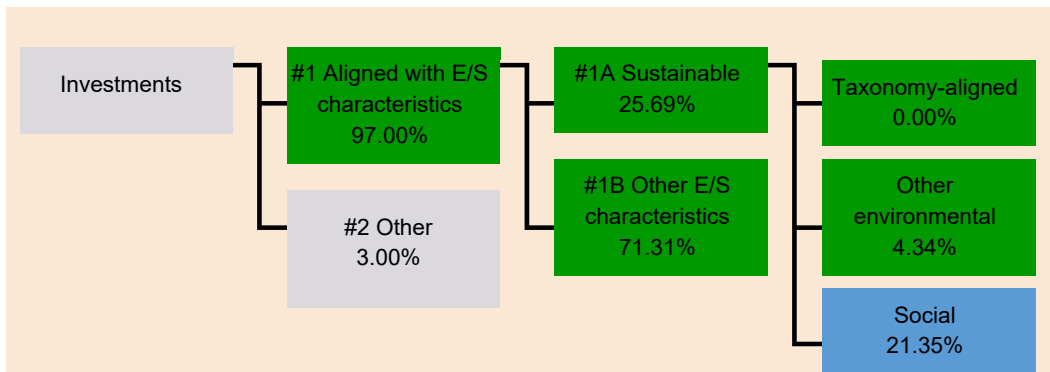 Investments
#1 Aligned with E/S
characteristics
97.00%
#2 Other
3.00%
#1A Sustainable
25.69%
#1B Other E/S
characteristics
71.31%
Taxonomy-aligned
0.00%
Other
environmental
4.34%
Social
21.35%